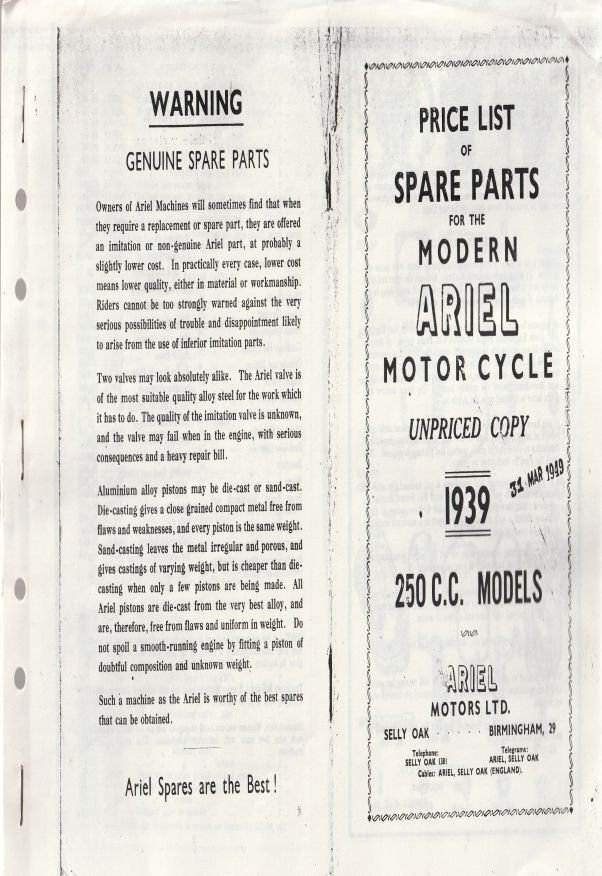 WARNING
GENUINE SPARE PARTS
Owners of Ariel Machines will sometimes find that when
they require a replacement or spare part, they are offered
an imitation or non-genuine Ariel part, at probably a
slightly lower cost. In practically every case, lower cost
means lower quality, either in material or workmanship.
Riders cannot be too strongly warned against the very
serious possibilities of trouble and disappointment likely
to arise from the use of inferior imitation parts.
Two valves may look absolutely alike. The Ariel valve is
of the most suitable quality alloy steel for the work which
it has to do. The quality of the imitation valve is unknown,
and the valve may fail when in the engine, with serious
consequences and a heavy repair bill.
Aluminium alloy pistons may be die-cast or sand-cast.
Die-casting gives a close grained compact metal free from
flaws and weaknesses, and every piston is the same weight.
Sand-casting leaves the metal irregular and porous, and
gives castings of varying weight, but is cheaper than die-
casting when only a few pistons are being made. All
Ariel pistons are die-cast from the very best alloy, and
are, therefore, free from flaws and uniform in weight. Do
not spoil a smooth-running engine by fitting a piston of
doubtful composition and unknown weight.
Such a machine as the Ariel is worthy of the best spares
that can be obtained.
Ariel Spares are the Best!
PRICE LIST
OF
SPARE PARTS
FOR THE
MODERN
ARIEL
MOTOR CYCLE
UNPRICED COPY
31 MAR 1949
1939
250 C.C. MODELS
ARIEL
MOTORS LTD.
SELLY OAK · · · · · · BIRMINGHAM, 29
Telephone: Telegrams:
SELLY OAK 1381 ARIEL, SELLY OAK
Cables: ARIEL, SELLY OAK (ENGLAND).